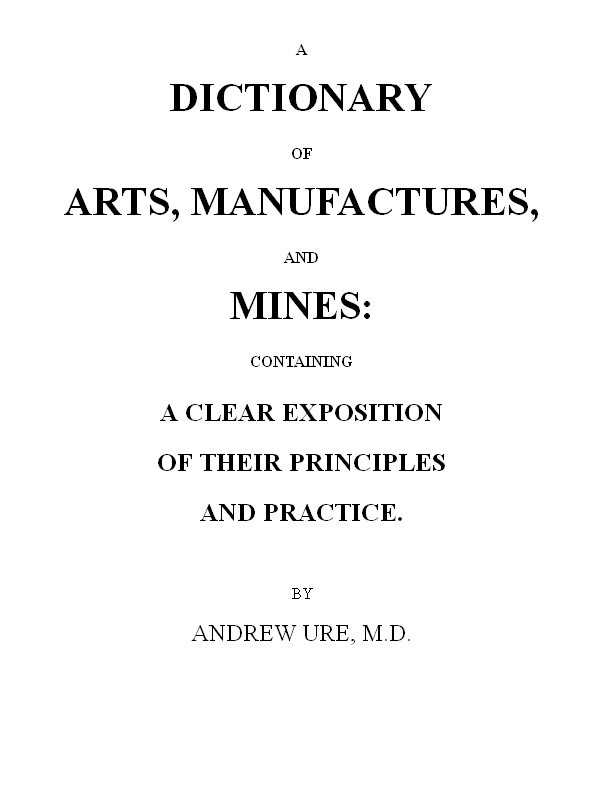 A
DICTIONARY
OF
ARTS, MANUFACTURES,
AND
MINES:
CONTAINING
A CLEAR EXPOSITION
OF THEIR PRINCIPLES
AND PRACTICE.
BY
ANDREW URE, M.D.